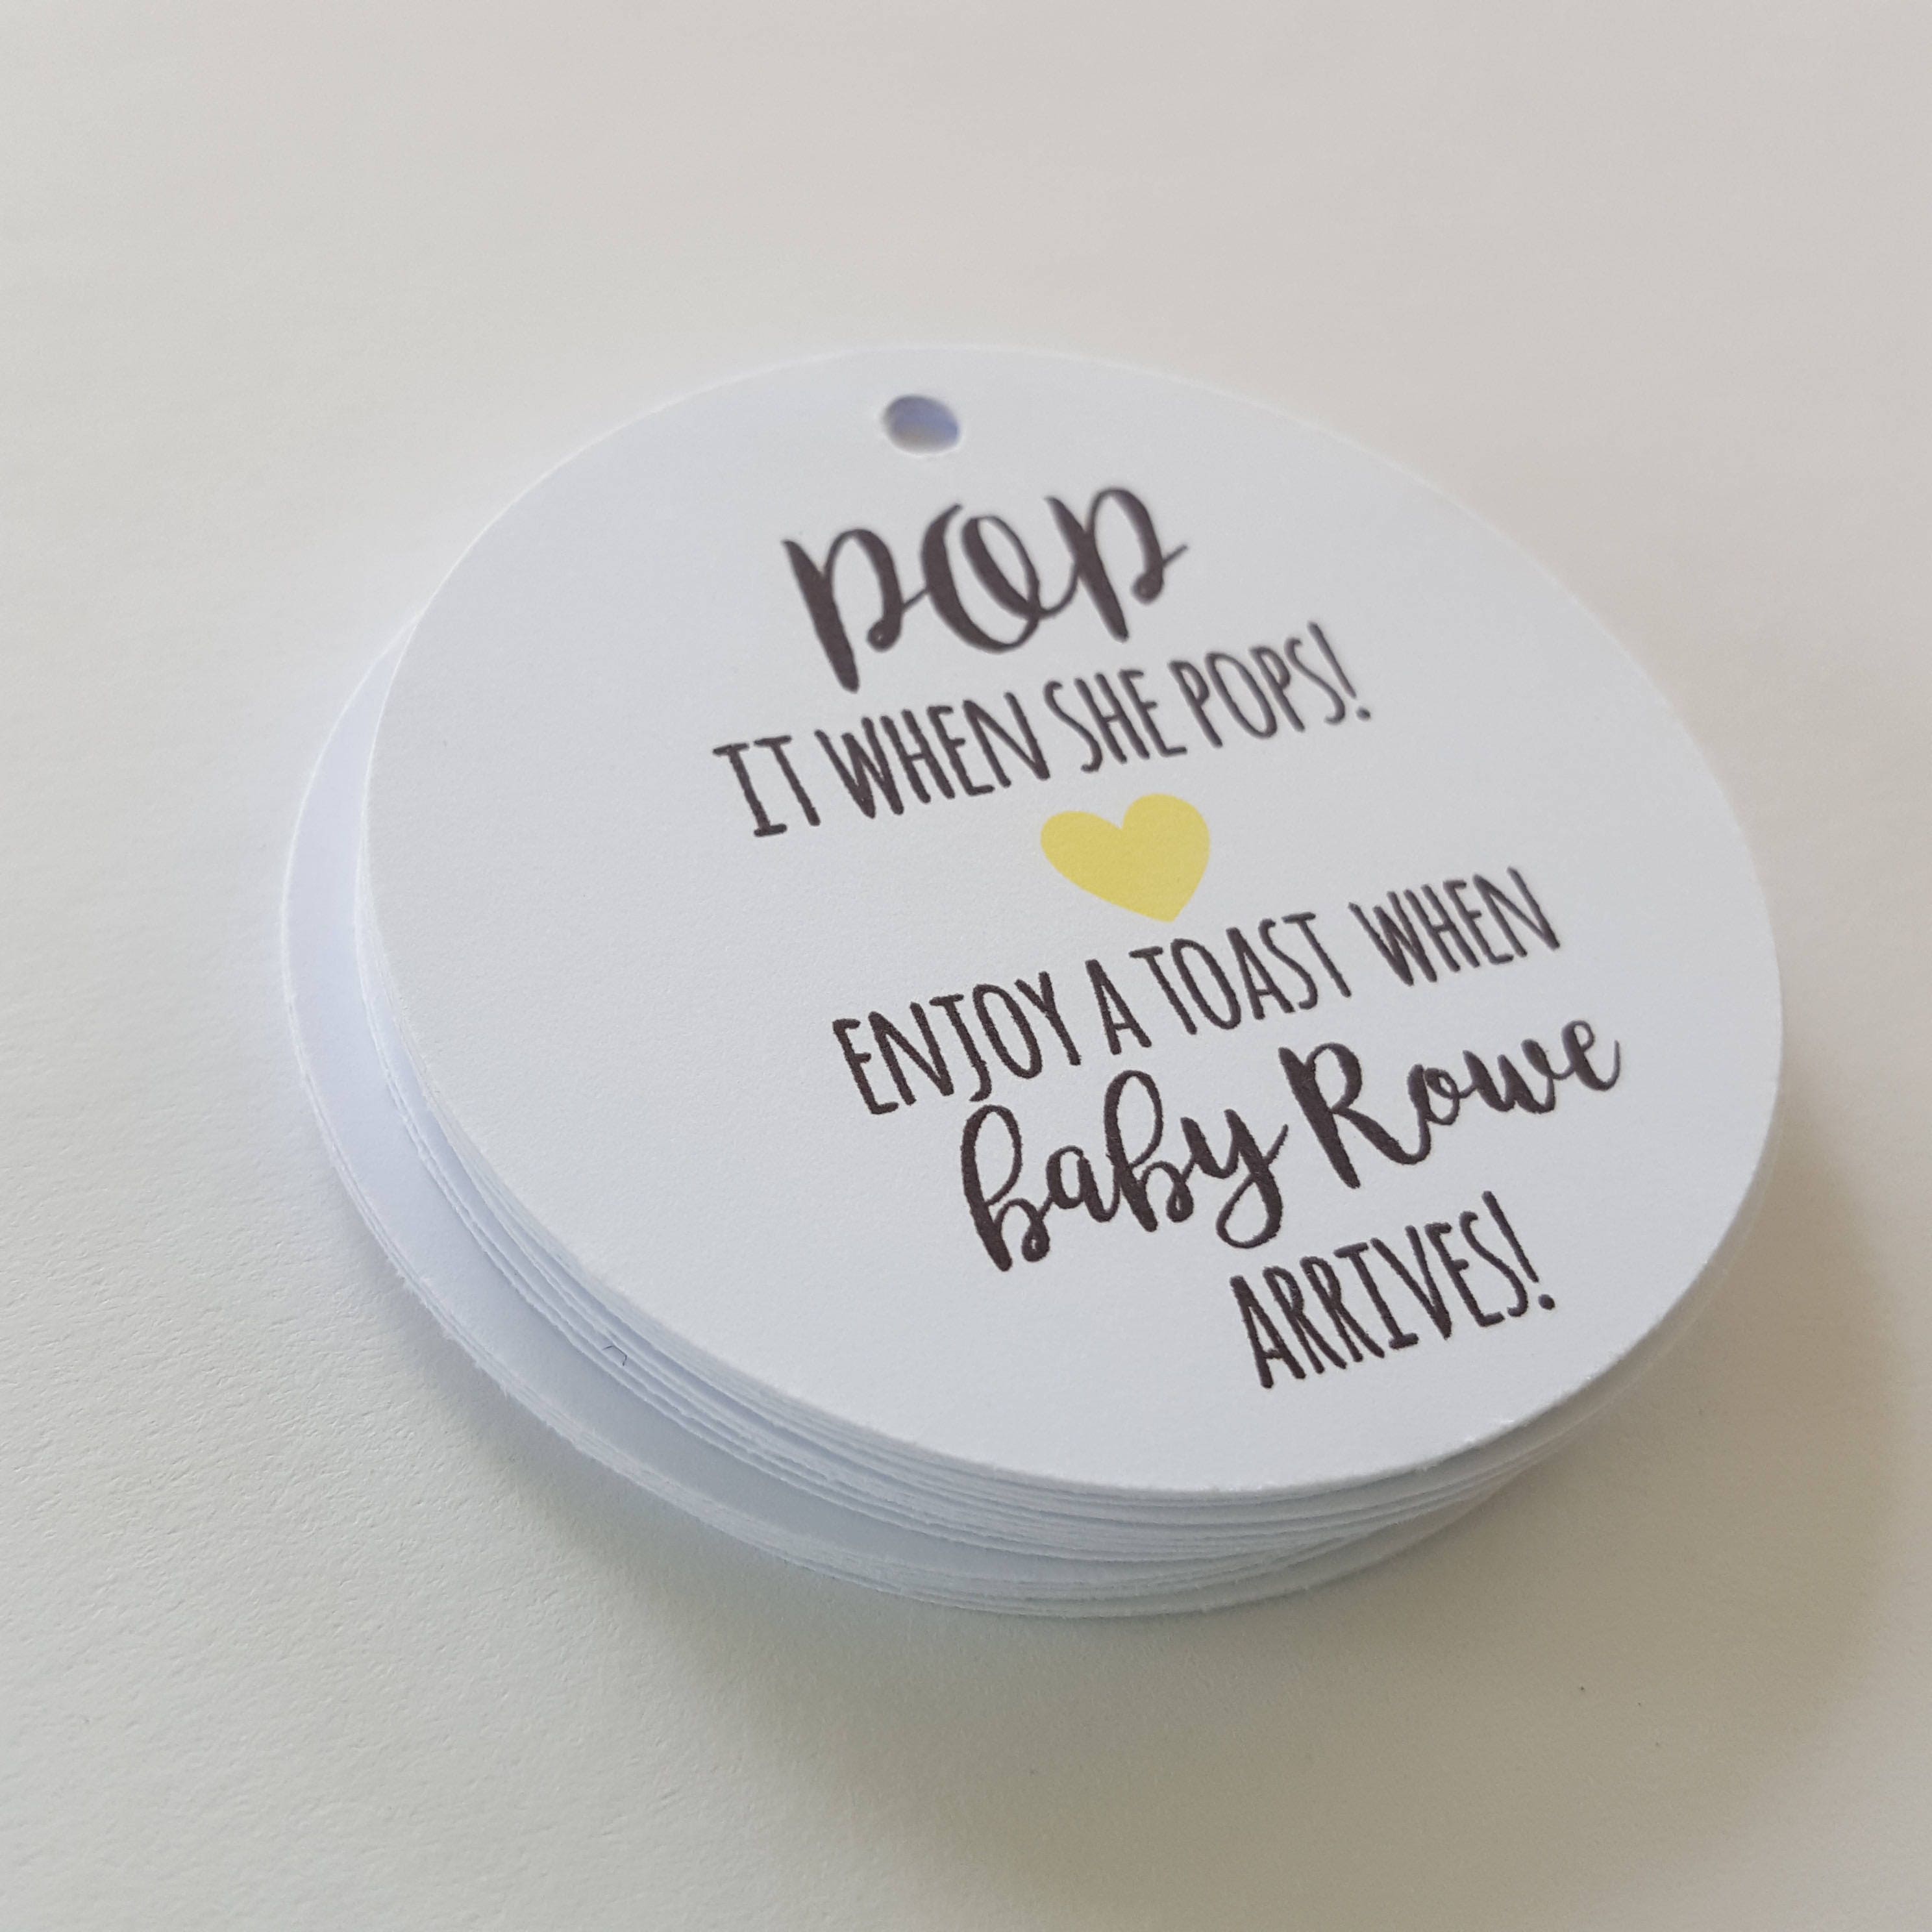 POP
IT WHEN SHE POPS!
ENJOY A TOAST WHEN
baby Rowe
ARRIVES!